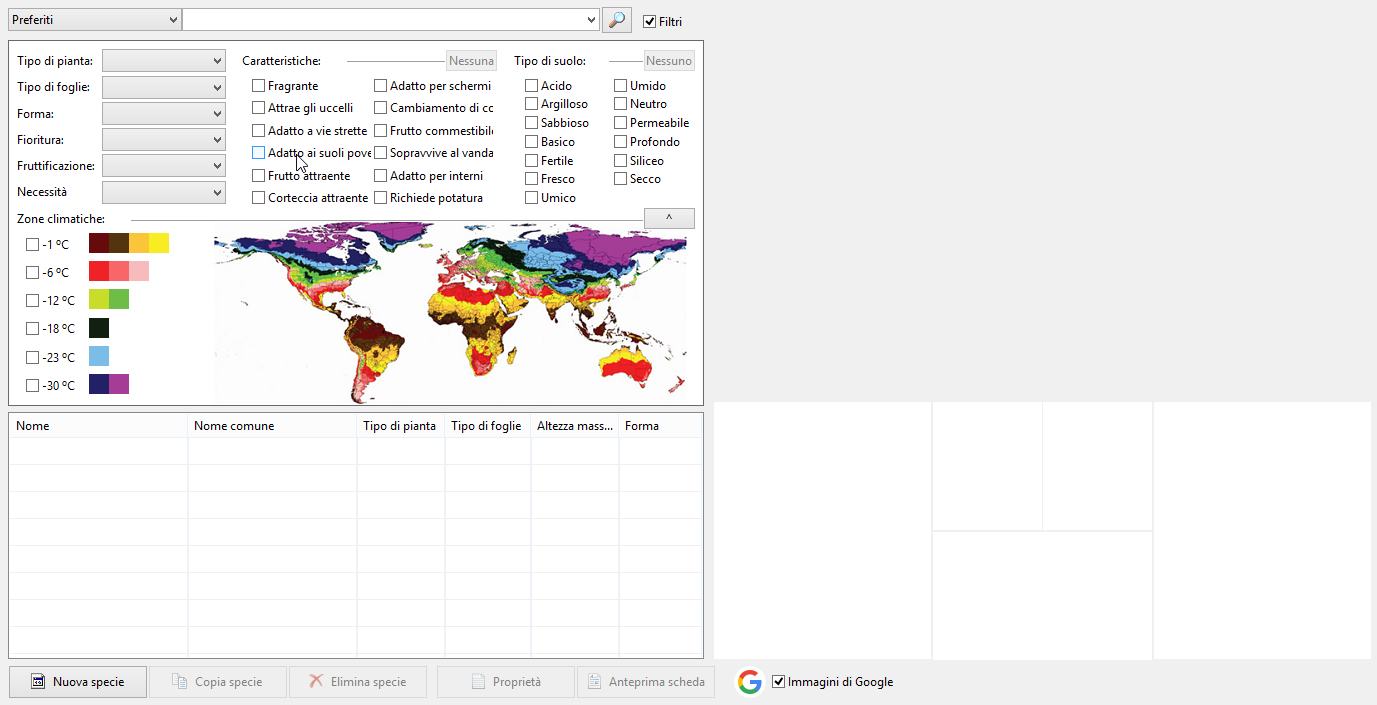 Preferiti
Filtri
Tipo di pianta:
Tipo di foglie:
Forma:
Fioritura:
Fruttificazione:
Necessità
Caratteristiche:
Nessuna
Fragrante
Attrae gli uccelli
Adatto a vie strette
Adatto ai suoli pove
Frutto attraente
Corteccia attraente
Adatto per schermi
Cambiamento di cc
Frutto commestibil
Sopravvive al vanda
Adatto per interni
Richiede potatura
Tipo di suolo:
Nessuno
Acido
Argilloso
Sabbioso
Basico
Fertile
Fresco
Umico
Umido
Neutro
Permeabile
Profondo
Siliceo
Secco
Zone climatiche:
^
-1 ºC
-6 ºC
-12 ºC
-18 ºC
-23 ºC
-30 ºC
Nome Nome comune Tipo di pianta Tipo di foglie Altezza mass... Forma
Nuova specie Copia specie Elimina specie Proprietà Anteprima scheda Immagini di Google